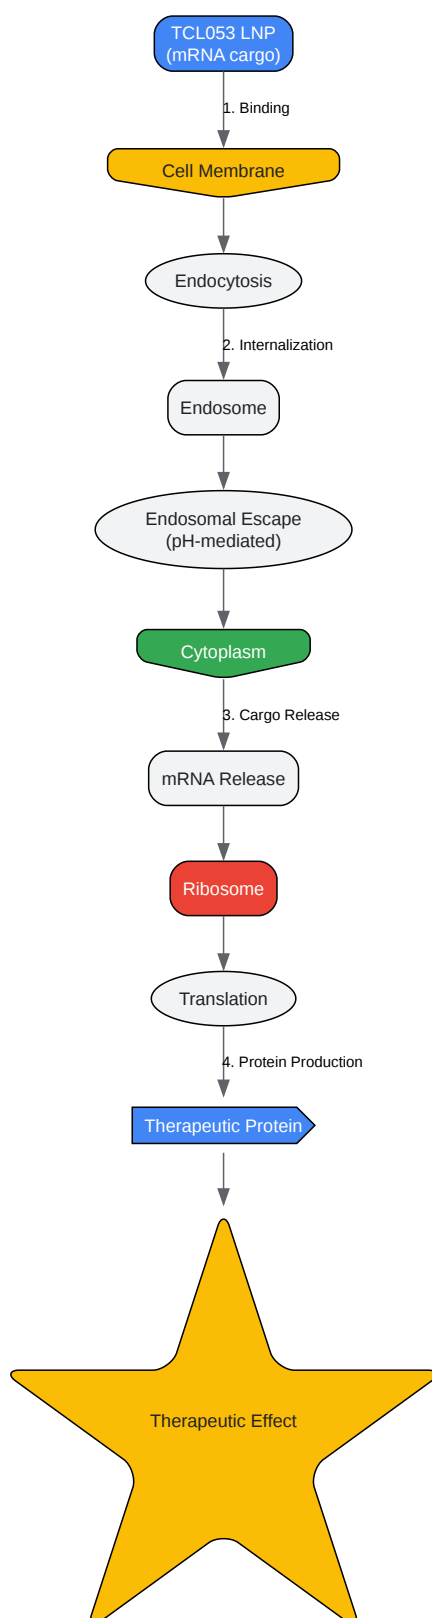 TCL053 LNP
(mRNA cargo)
1. Binding
Cell Membrane
Endocytosis
2. Internalization
Endosome
Endosomal Escape
(pH-mediated)
Cytoplasm
3. Cargo Release
mRNA Release
Ribosome
Translation
4. Protein Production
Therapeutic Protein
Therapeutic Effect